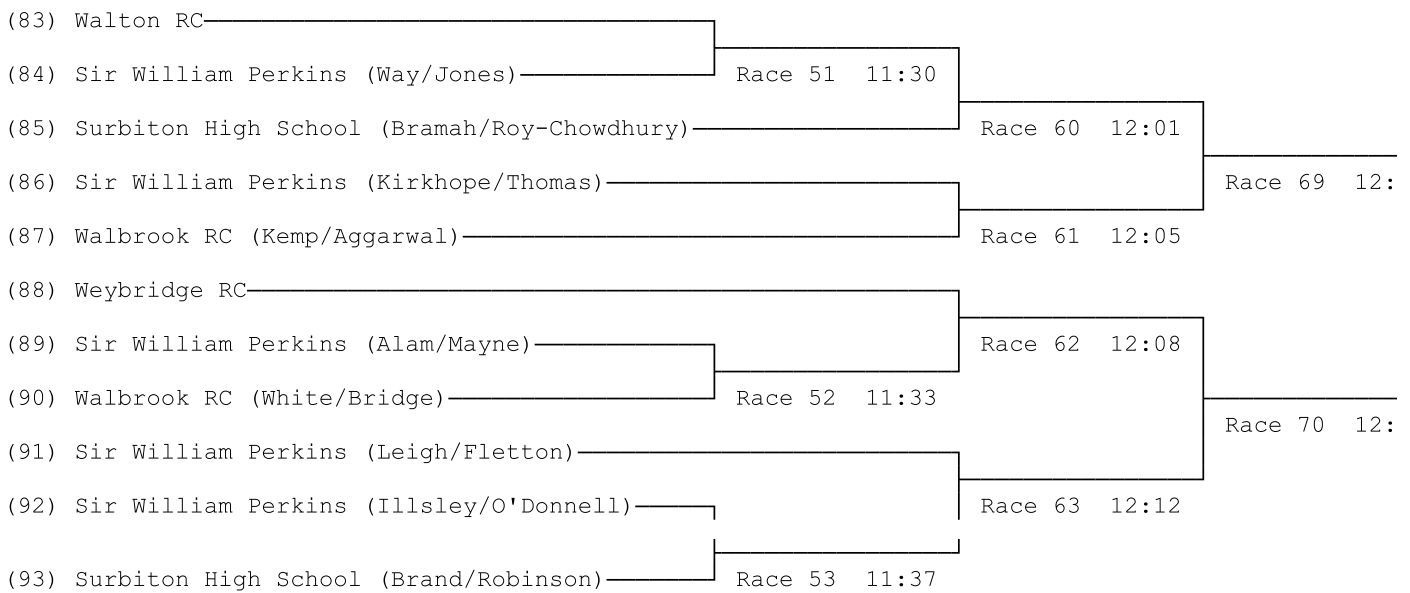 (83) Walton RC
(84) Sir William Perkins (Way/Jones) Race 51 11:30
(85) Surbiton High School (Bramah/Roy-Chowdhury) Race 60 12:01
(86) Sir William Perkins (Kirkhope/Thomas) Race 69 12:
(87) Walbrook RC (Kemp/Aggarwal) Race 61 12:05
(88) Weybridge RC
(89) Sir William Perkins (Alam/Mayne) Race 62 12:08
(90) Walbrook RC (White/Bridge) Race 52 11:33
Race 70 12:
(91) Sir William Perkins (Leigh/Fletton)
(92) Sir William Perkins (Illsley/O'Donnell) Race 63 12:12
(93) Surbiton High School (Brand/Robinson) Race 53 11:37